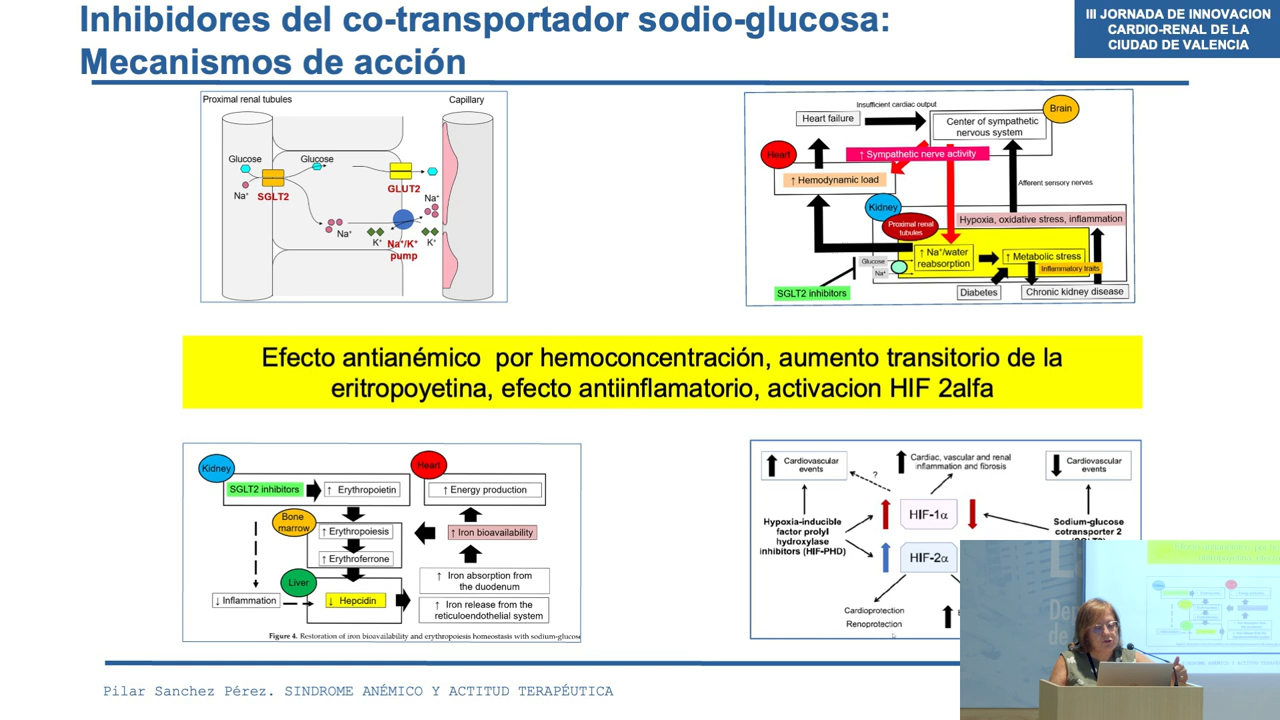 Inhibidores del co-transportador sodio-glucosa:
Mecanismos de acción
III JORNADA DE INNOVACION
CARDIO-RENAL DE LA
CIUDAD DE VALENCIA
Proximal renal tubules
Capillary
Glucose
Glucose
Na⁺
SGLT2
GLUT2
Na⁺
Na⁺
K⁺
Na⁺/K⁺
pump
K⁺
Insufficient cardiac output
Brain
Heart failure
Center of sympathetic
nervous system
Heart
↑ Sympathetic nerve activity
↑ Hemodynamic load
Afferent sensory nerves
Kidney
Proximal renal
tubules
Hypoxia, oxidative stress, inflammation
↑ Na⁺/water
reabsorption
↑ Metabolic stress
Glucose
Na⁺
Inflammatory traits
SGLT2 inhibitors
Diabetes
Chronic kidney disease
Efecto antianémico por hemoconcentración, aumento transitorio de la
eritropoyetina, efecto antiinflamatorio, activacion HIF 2alfa
Kidney
Heart
SGLT2 inhibitors
↑ Erythropoietin
↑ Energy production
Bone
marrow
↑ Erythropoiesis
↑ Iron bioavailability
↑ Erythroferrone
Liver
↑ Iron absorption from
the duodenum
↓ Inflammation
↓ Hepcidin
↑ Iron release from the
reticuloendothelial system
Figure 4. Restoration of iron bioavailability and erythropoiesis homeostasis with sodium-glucose
Cardiovascular
events
Cardiac, vascular and renal
inflammation and fibrosis
Cardiovascular
events
?
HIF-1α
Hypoxia-inducible
factor prolyl
hydroxylase
inhibitors (HIF-PHD)
Sodium-glucose
cotransporter 2
HIF-2α
Cardioprotection
Renoprotection
Pilar Sanchez Pérez. SINDROME ANÉMICO Y ACTITUD TERAPÉUTICA